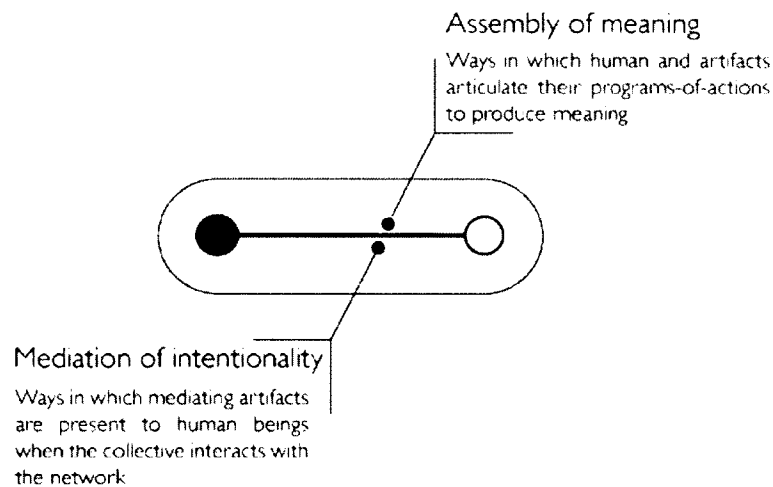 Assembly of meaning
Ways in which human and artifacts
articulate their programs-of-actions
to produce meaning
Mediation of intentionality
Ways in which mediating artifacts
are present to human beings
when the collective interacts with
the network